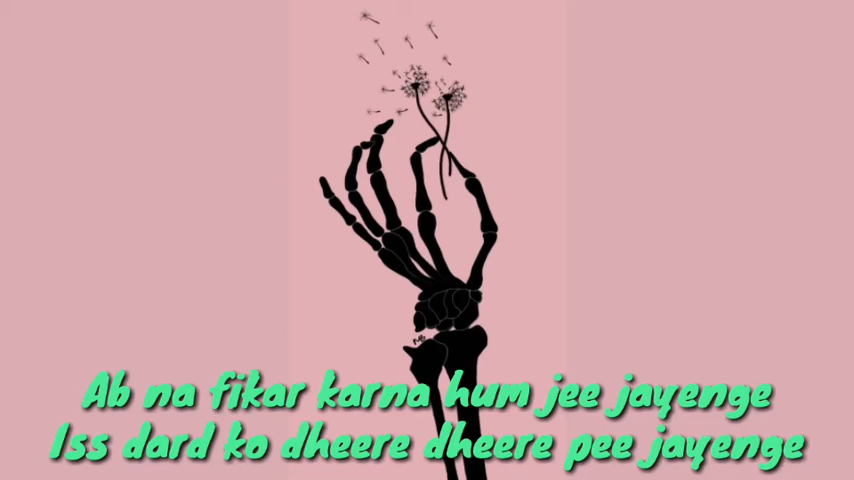 Ab na fikar karna hum jee jayenge
Iss dard ko dheere dheere pee jayenge